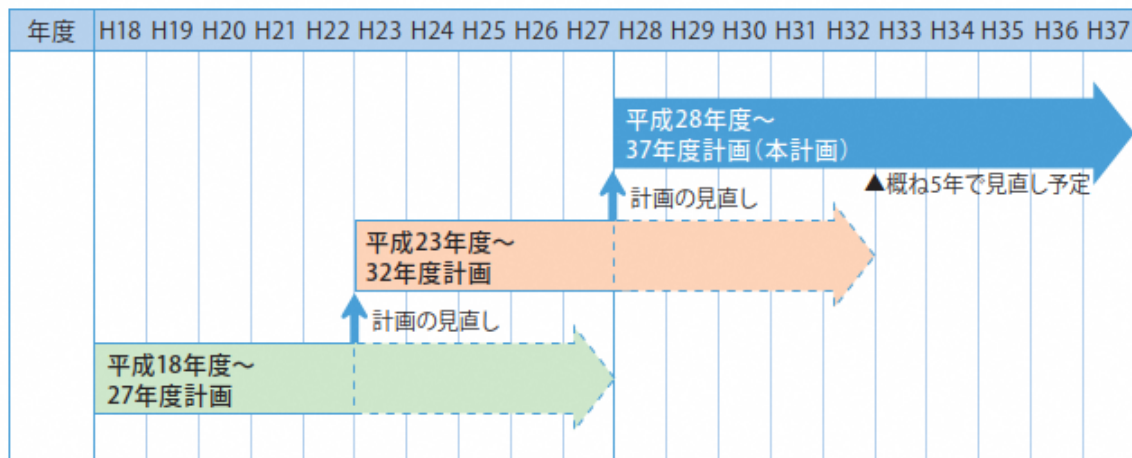 年度 H18 H19 H20 H21 H22 H23 H24 H25 H26 H27 H28 H29 H30 H31 H32 H33 H34 H35 H36 H37
平成28年度～
37年度計画（本計画）
▲概ね5年で見直し予定
計画の見直し
平成23年度～
32年度計画
計画の見直し
平成18年度～
27年度計画